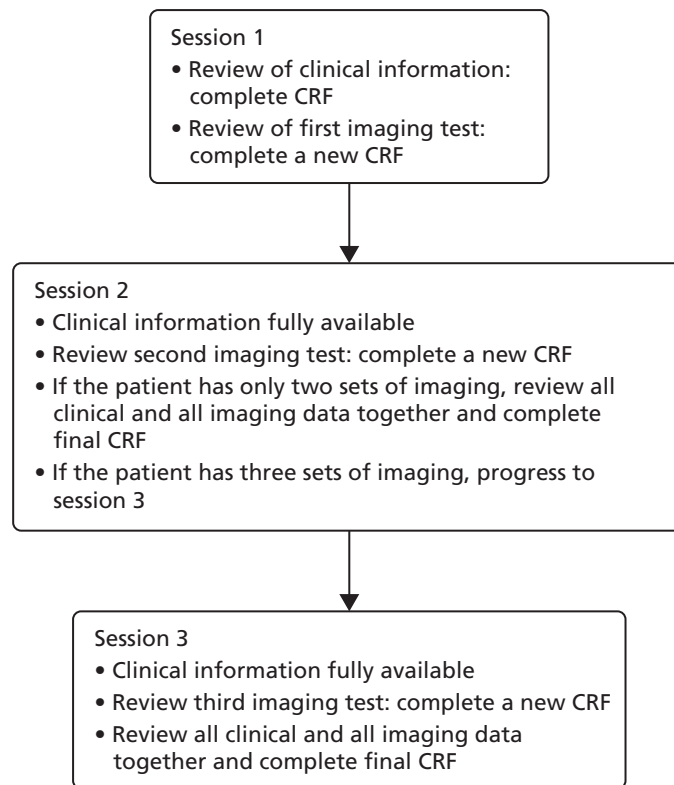 Session 1
• Review of clinical information:
complete CRF
• Review of first imaging test:
complete a new CRF
Session 2
• Clinical information fully available
• Review second imaging test: complete a new CRF
• If the patient has only two sets of imaging, review all
clinical and all imaging data together and complete
final CRF
• If the patient has three sets of imaging, progress to
session 3
Session 3
• Clinical information fully available
• Review third imaging test: complete a new CRF
• Review all clinical and all imaging data
together and complete final CRF